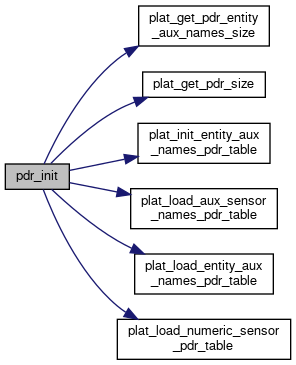 plat_get_pdr_entity
_aux_names_size
plat_get_pdr_size
plat_init_entity_aux
_names_pdr_table
pdr_init
plat_load_aux_sensor
_names_pdr_table
plat_load_entity_aux
_names_pdr_table
plat_load_numeric_sensor
_pdr_table